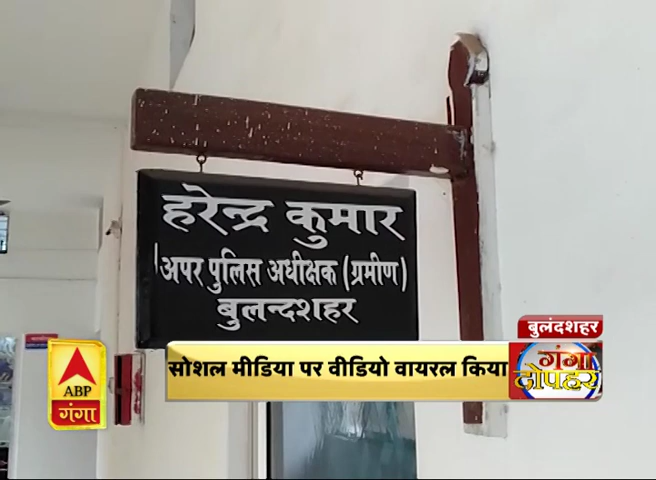 हरेन्द्र कुमार
अपर पुलिस अधीक्षक (ग्रमीण)
बुलन्दशहर
बुलंदशहर
सोशल मीडिया पर वीडियो वायरल किया
गंगा
दोपहर
ABP
गंगा